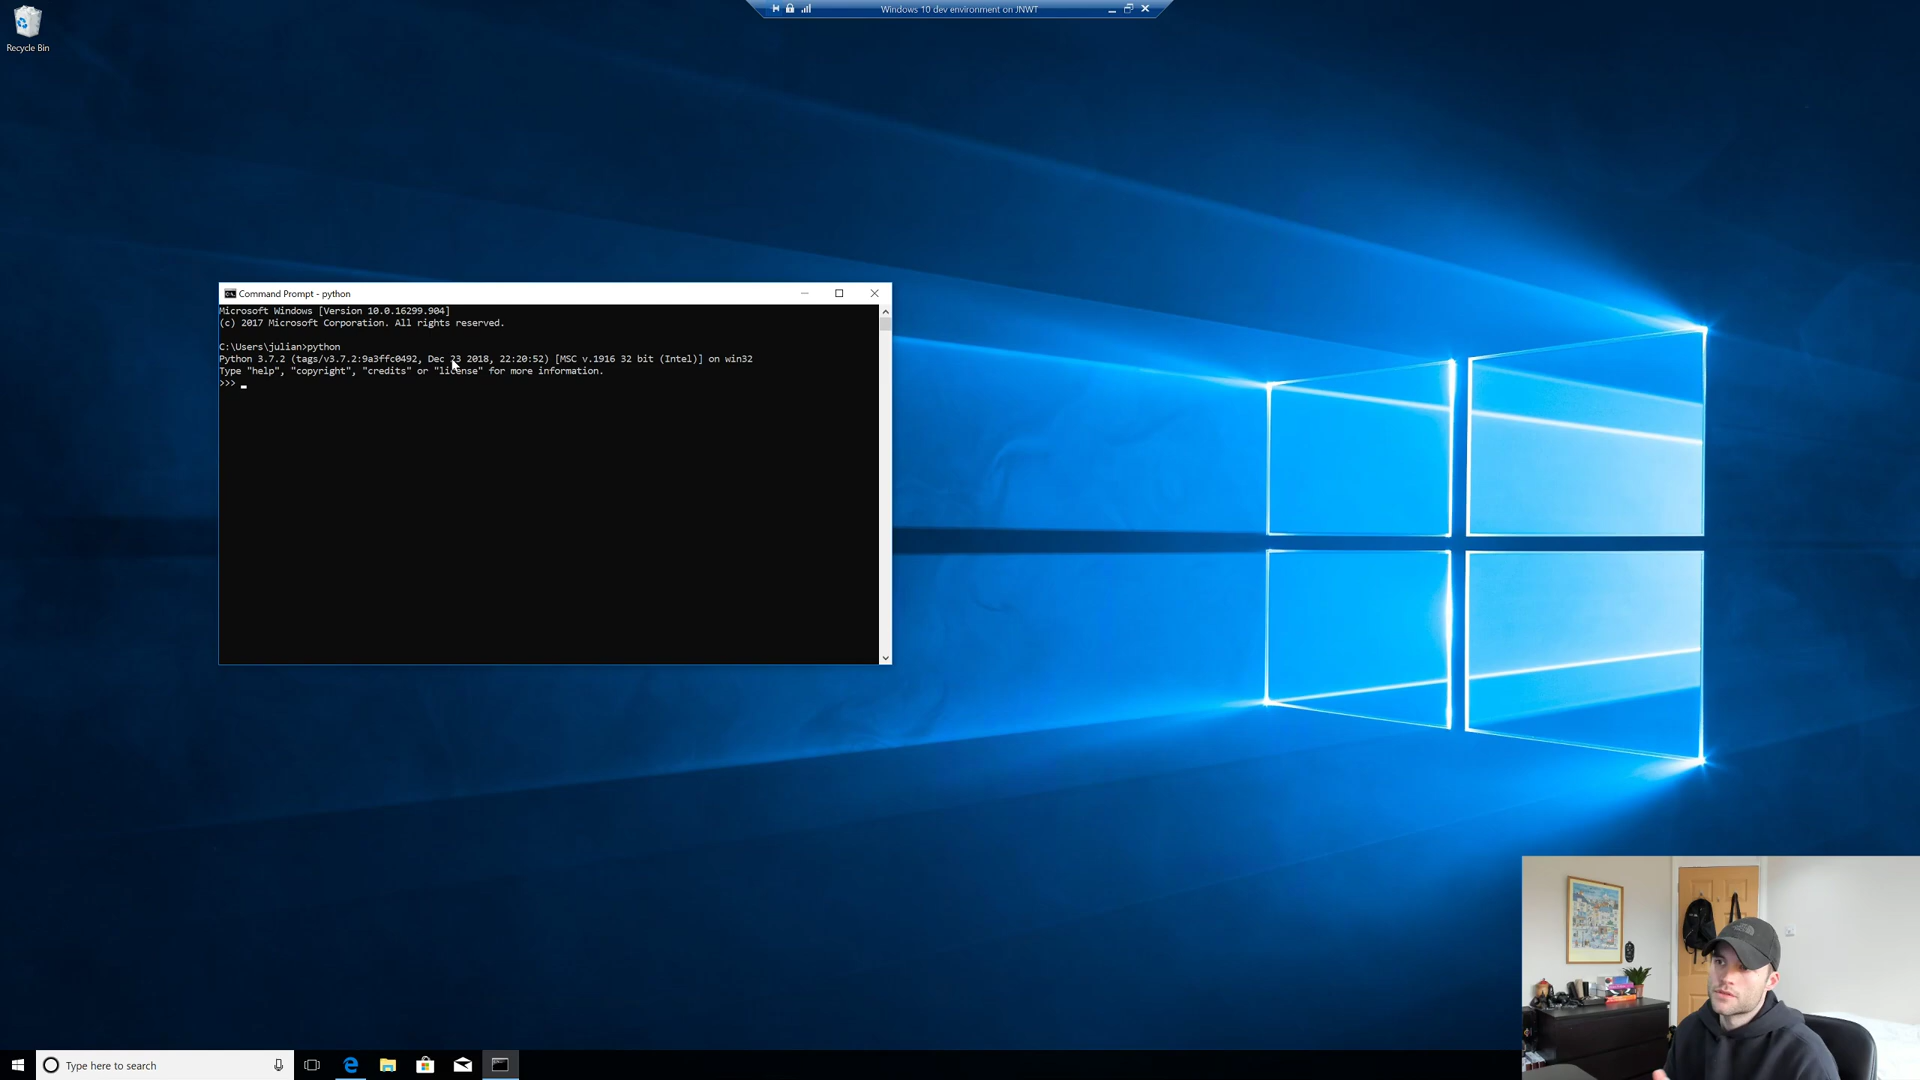 Windows 10 dev environment on JNWT
Recycle Bin
Command Prompt - python
Microsoft Windows [Version 10.0.16299.904]
(c) 2017 Microsoft Corporation. All rights reserved.
C:\Users\julian>python
Python 3.7.2 (tags/v3.7.2:9a3ffc0492, Dec 23 2018, 22:20:52) [MSC v.1916 32 bit (Intel)] on win32
Type "help", "copyright", "credits" or "license" for more information.
>>> _
Type here to search